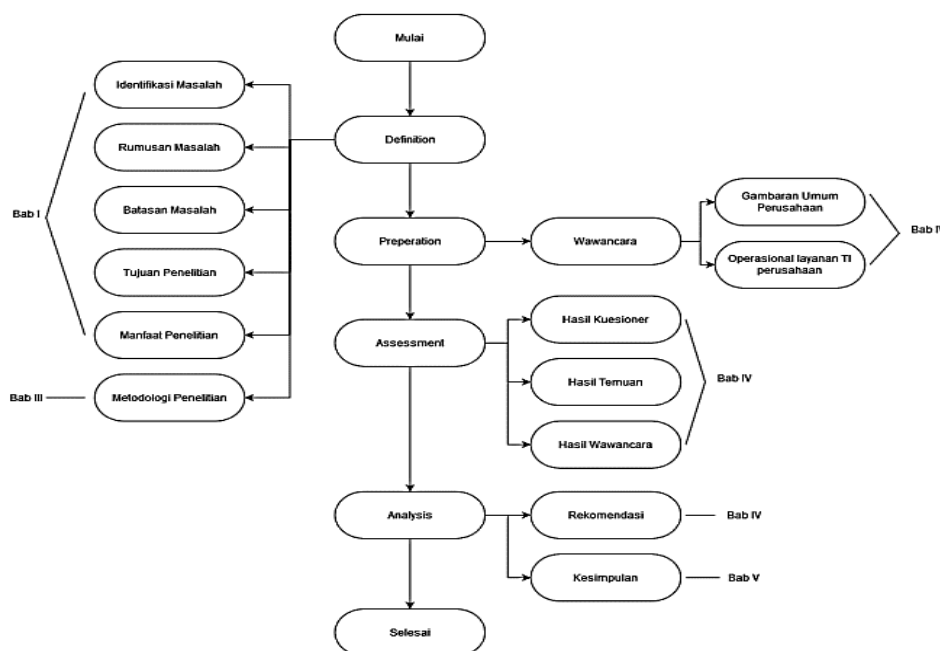 Mulai
Identifikasi Masalah
Definition
Rumusan Masalah
Gambaran Umum
Perusahaan
Batasan Masalah
Bab I
Bab I
Preperation
Wawancara
Operasional layanan TI
perusahaan
Tujuan Penelitian
Hasil Kuesioner
Manfaat Penelitian
Assessment
Bab IV
Hasil Temuan
Bab III
Metodologi Penelitian
Hasil Wawancara
Analysis
Rekomendasi
Bab IV
Kesimpulan
Bab V
Selesai